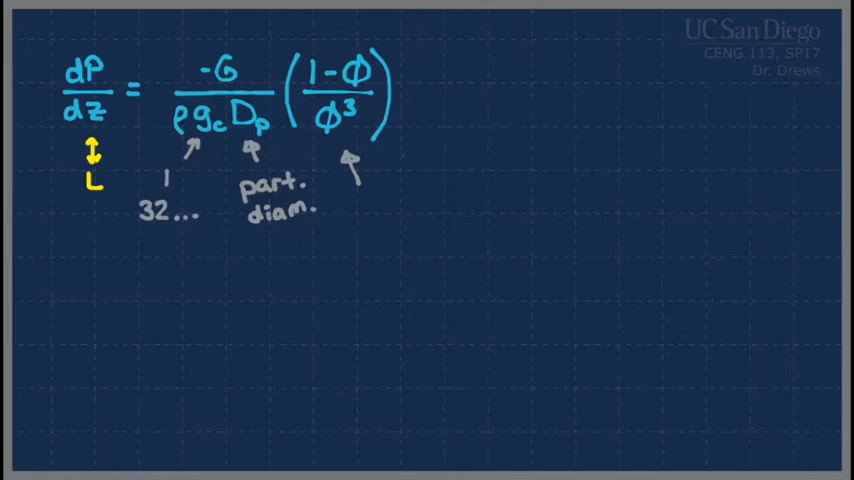 UC San Diego
CENG 113, SP17
Dr. Drews
dP/dz = -G/(ρ g_c D_p) ((1-Φ)/Φ³)
L
1
32...
part.
diam.